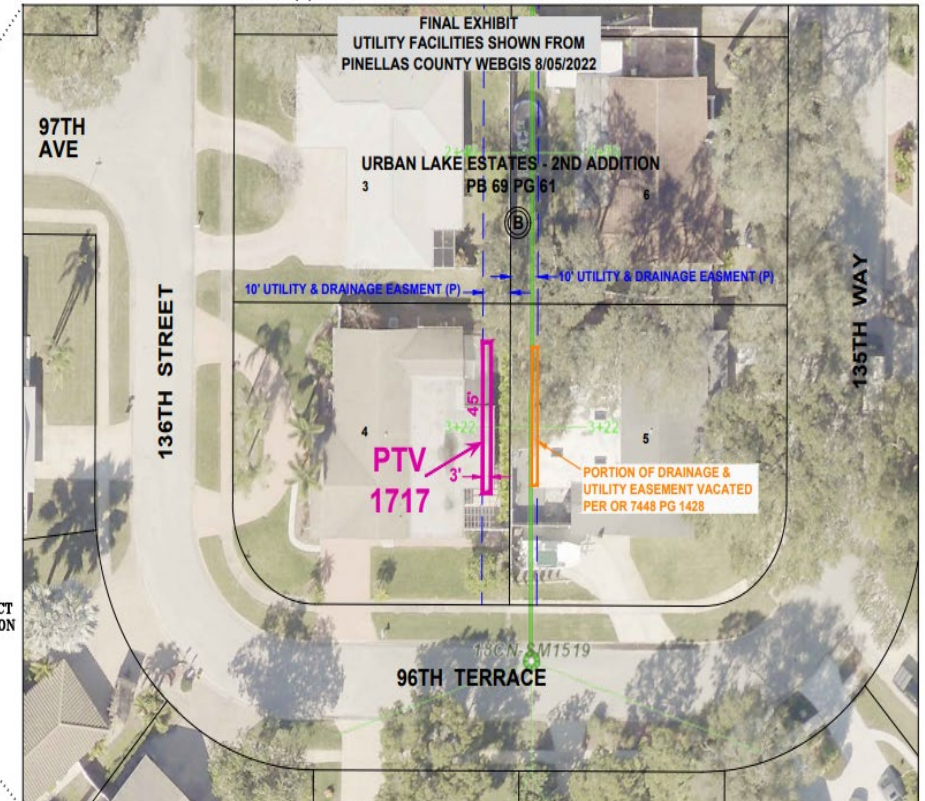 FINAL EXHIBIT
UTILITY FACILITIES SHOWN FROM
PINELLAS COUNTY WEBGIS 8/05/2022
97TH
AVE
URBAN LAKE ESTATES - 2ND ADDITION
PB 69 PG 61
3
6
B
10' UTILITY & DRAINAGE EASMENT (P)
10' UTILITY & DRAINAGE EASMENT (P)
136TH STREET
135TH WAY
45'
3+22
3+22
4
5
PTV
1717
3'
PORTION OF DRAINAGE &
UTILITY EASEMENT VACATED
PER OR 7448 PG 1428
CT
ON
18CN-SM1519
96TH TERRACE